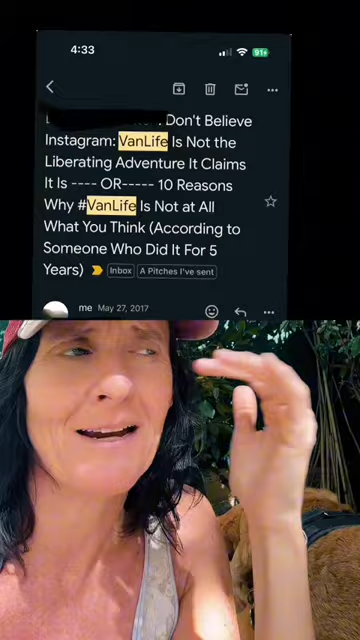 4:33
91+
Don't Believe
Instagram: VanLife Is Not the
Liberating Adventure It Claims
It Is ---- OR----- 10 Reasons
Why #VanLife Is Not at All
What You Think (According to
Someone Who Did It For 5
Years) Inbox A Pitches I've sent
me May 27, 2017